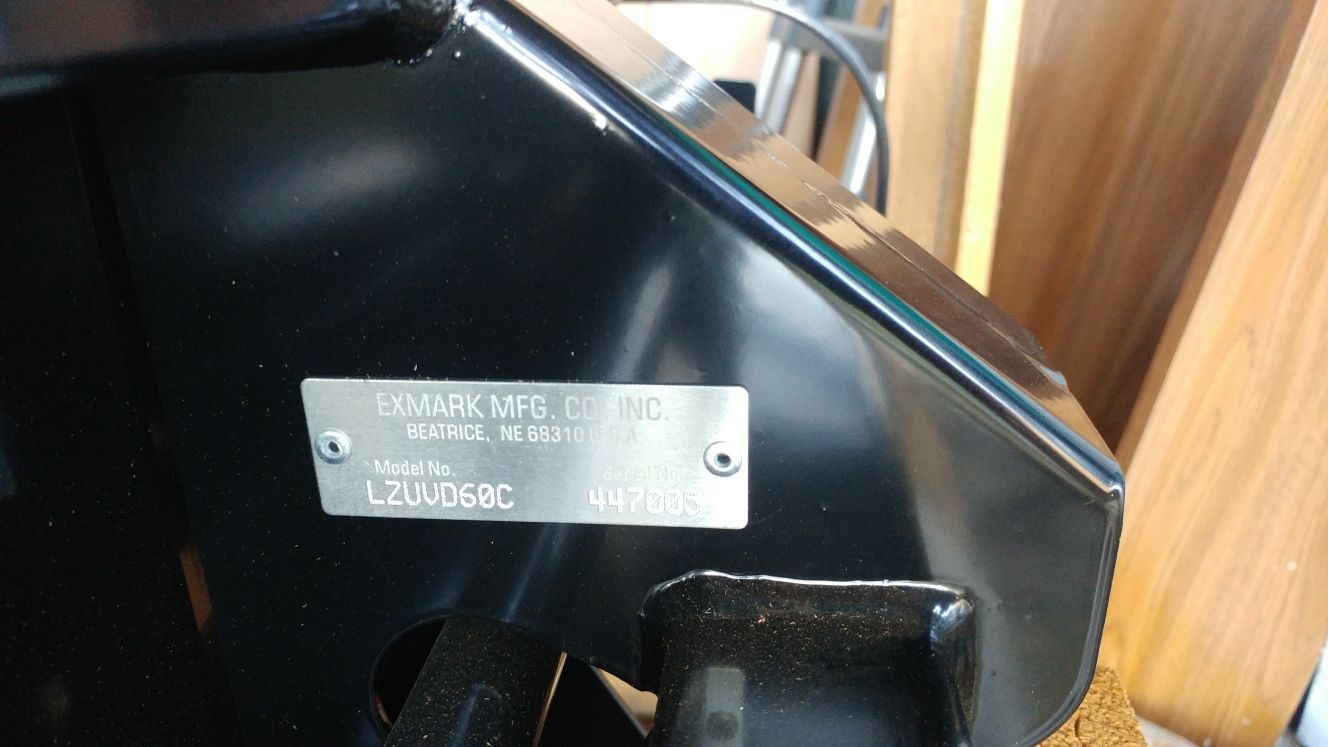 EXMARK MFG. CO. INC.
BEATRICE, NE 68310 U.S.A.
Model No. Serial No.
LZUVD60C 447005